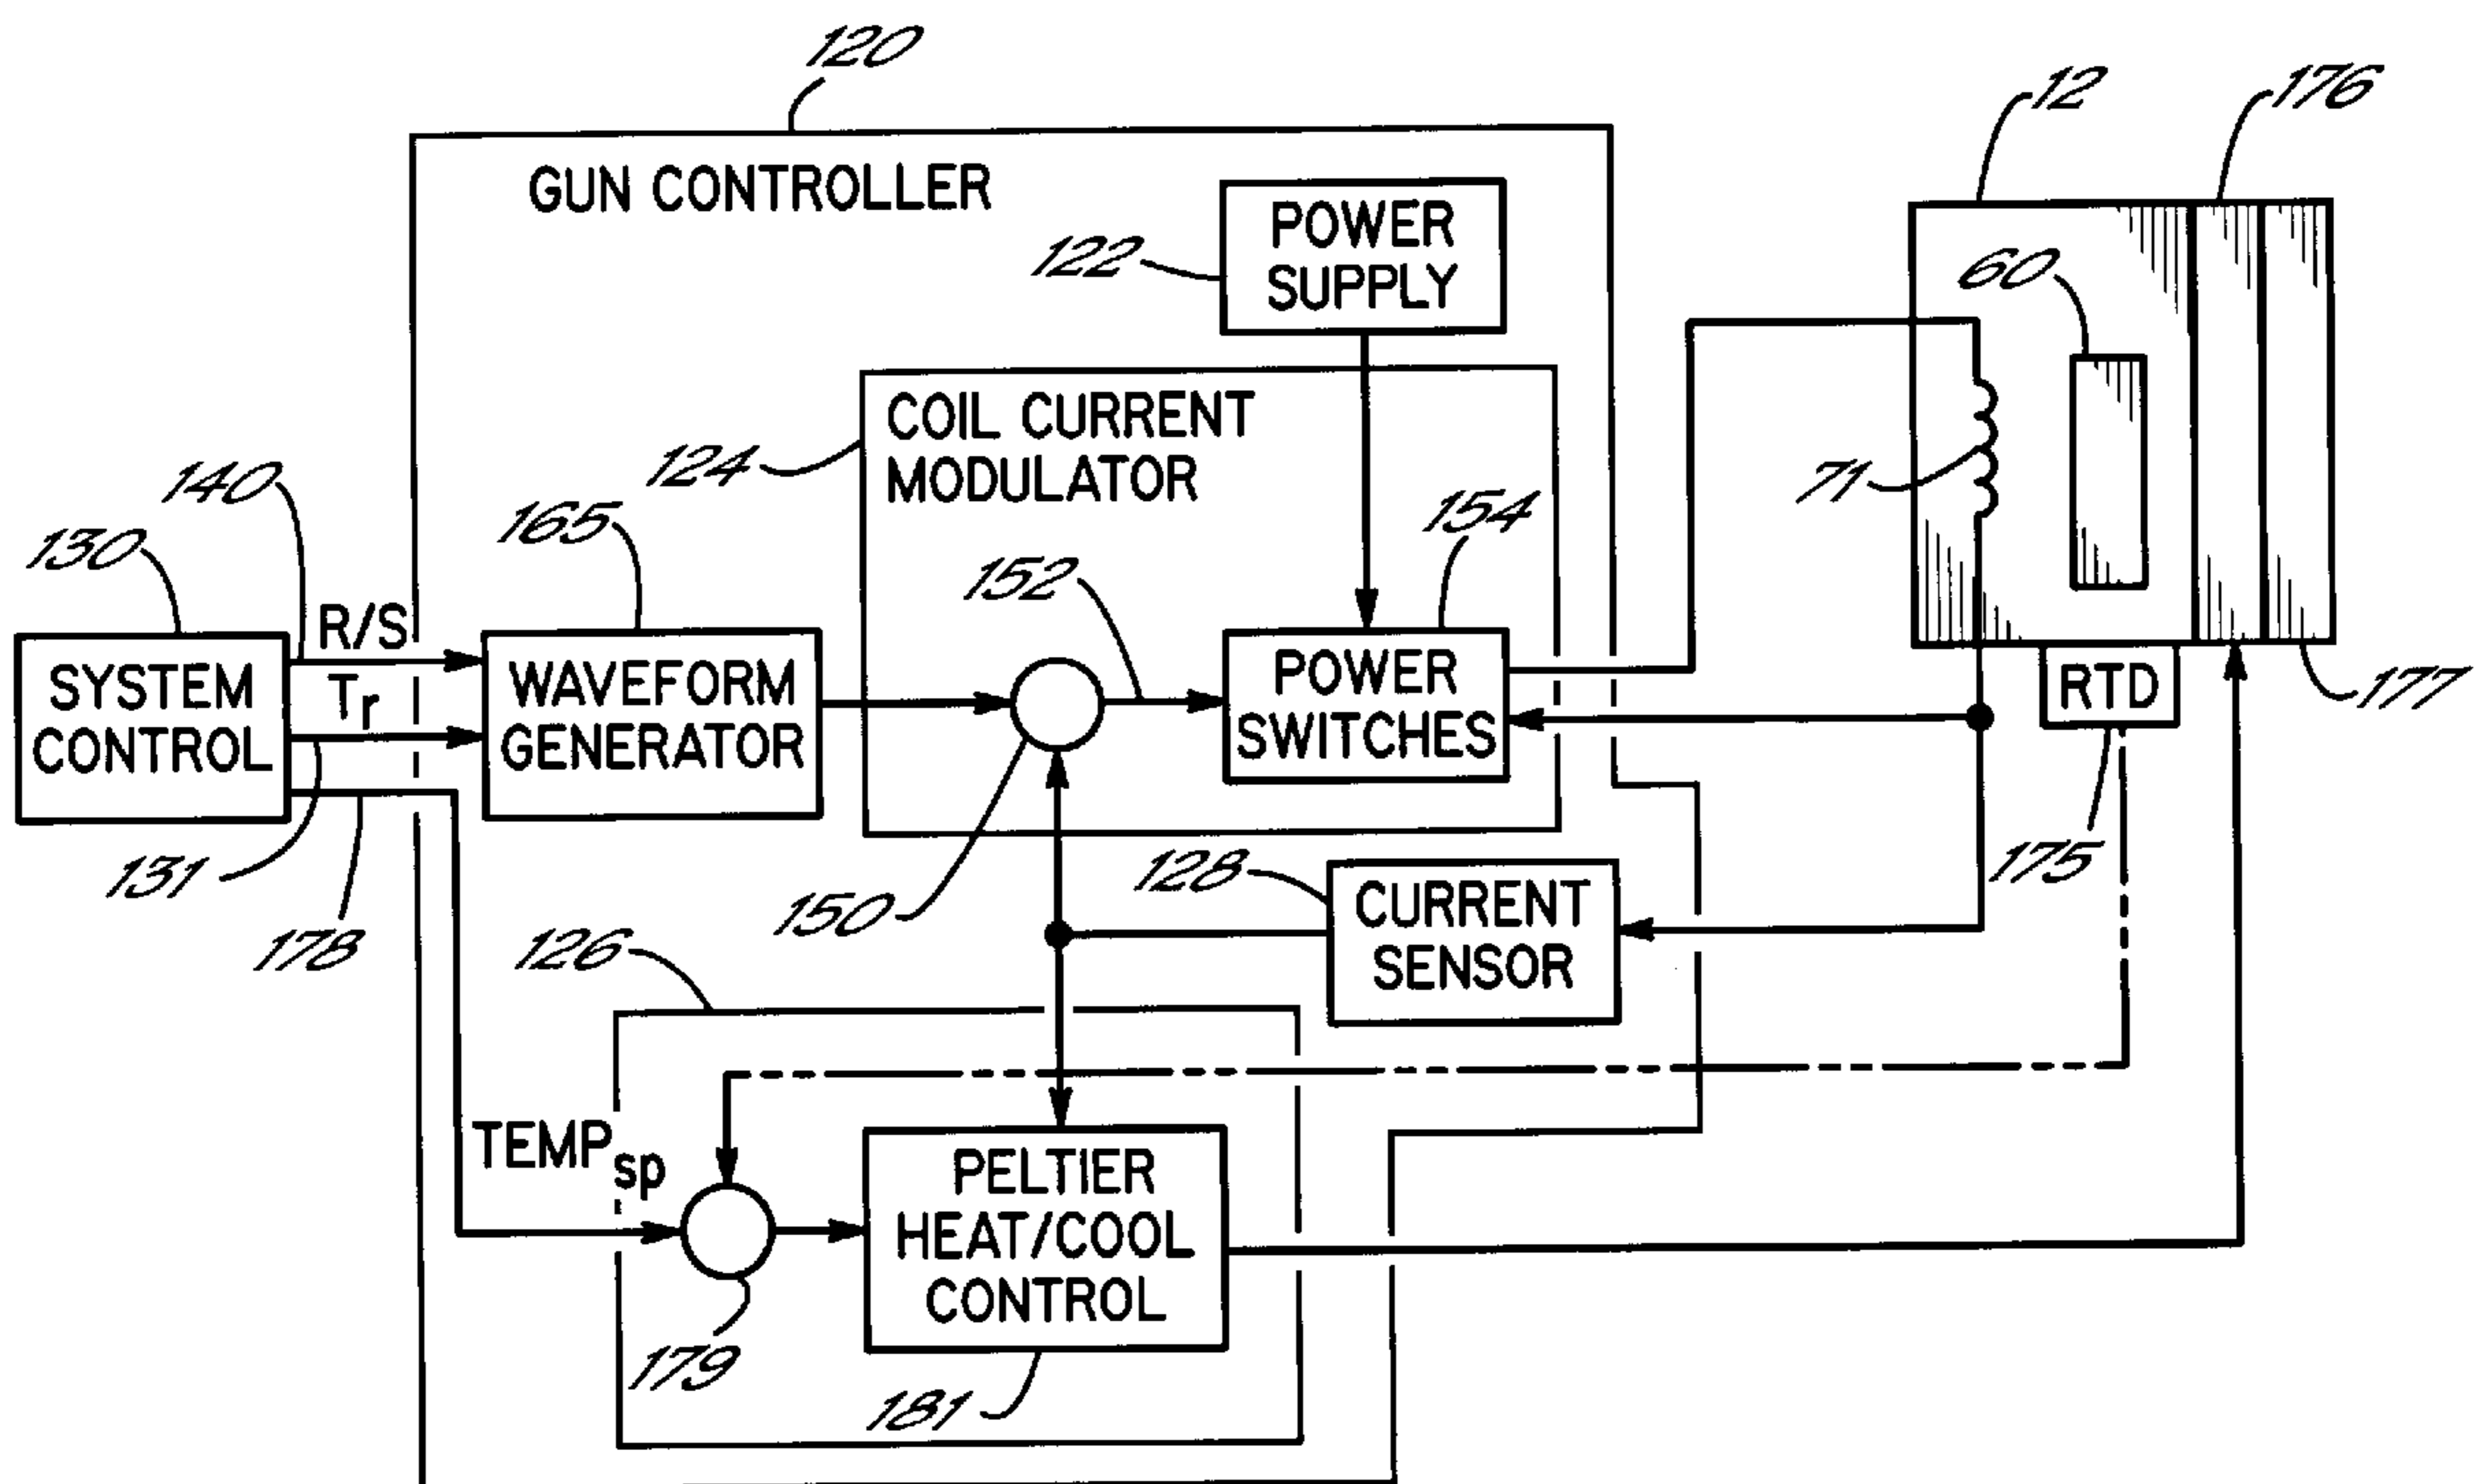 120
12
176
GUN CONTROLLER
POWER
SUPPLY
122
60
COIL CURRENT
MODULATOR
124
71
140
165
154
130
152
R/S
SYSTEM
CONTROL
Tr
WAVEFORM
GENERATOR
POWER
SWITCHES
RTD
177
131
178
150
128
CURRENT
SENSOR
175
126
TEMPsp
PELTIER
HEAT/COOL
CONTROL
179
181